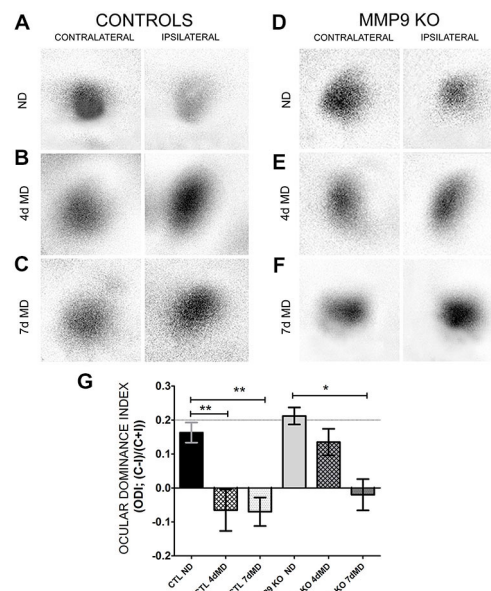 A CONTROLS
CONTRALATERAL IPSILATERAL
ND
B
4d MD
C
7d MD
D MMP9 KO
CONTRALATERAL IPSILATERAL
ND
E
4d MD
F
7d MD
G
OCULAR DOMINANCE INDEX
(ODI; (C-I)/(C+I))
0.3
0.2
0.1
0.0
-0.1
-0.2
**
**
*
CTL ND
CTL 4dMD
CTL 7dMD
KO ND
KO 4dMD
KO 7dMD